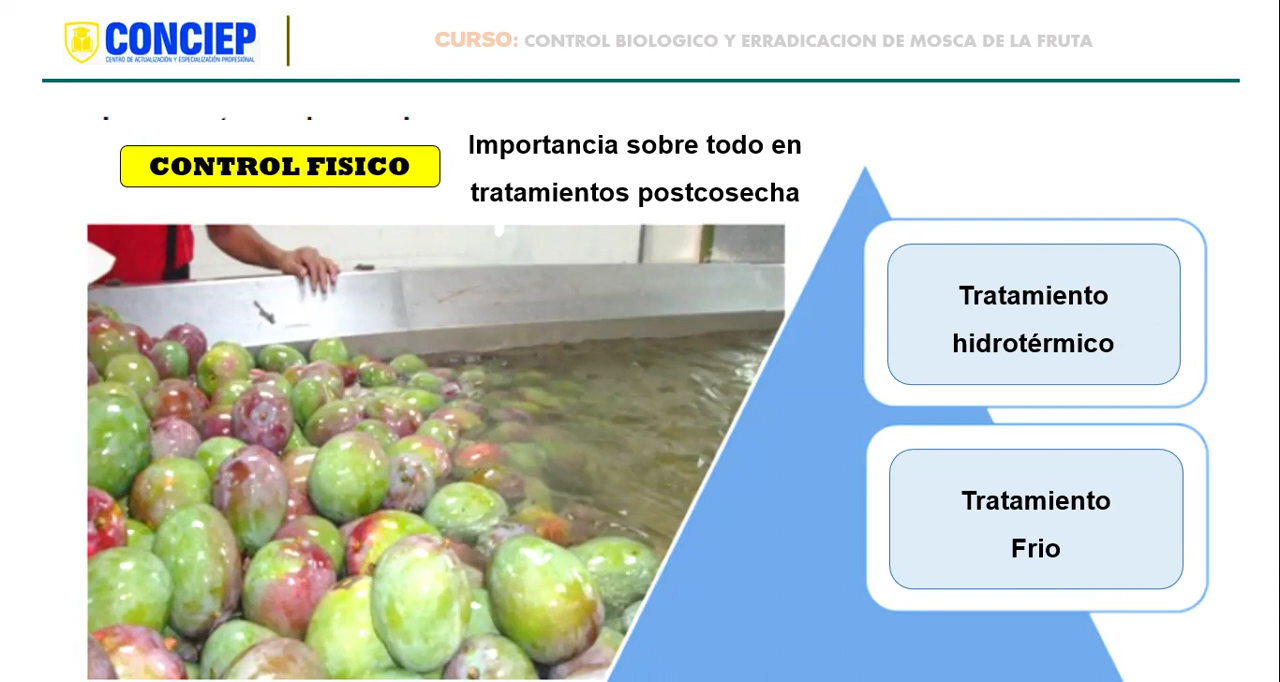 CONCIEP
CENTRO DE ACTUALIZACIÓN Y ESPECIALIZACIÓN PROFESIONAL
CURSO: CONTROL BIOLOGICO Y ERRADICACION DE MOSCA DE LA FRUTA
CONTROL FISICO
Importancia sobre todo en
tratamientos postcosecha
Tratamiento
hidrotérmico
Tratamiento
Frio